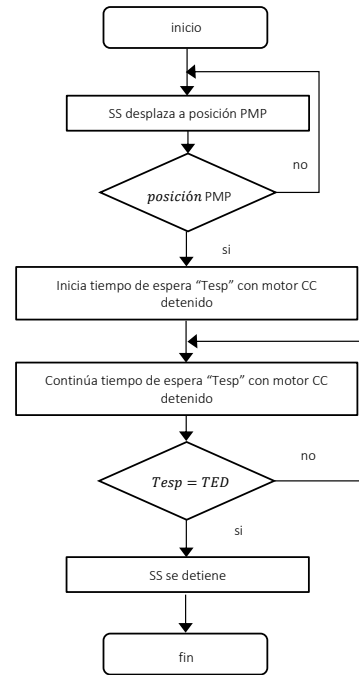 inicio
SS desplaza a posición PMP
no
posición PMP
si
Inicia tiempo de espera “Tesp” con motor CC
detenido
Continúa tiempo de espera “Tesp” con motor CC
detenido
no
Tesp = TED
si
SS se detiene
fin